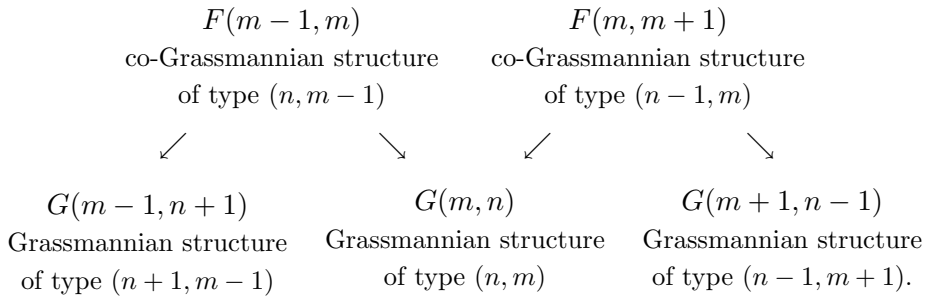 F(m − 1, m)
co-Grassmannian structure
of type (n, m − 1)
F(m, m + 1)
co-Grassmannian structure
of type (n − 1, m)
↙ ↘ ↙ ↘
G(m − 1, n + 1)
Grassmannian structure
of type (n + 1, m − 1)
G(m, n)
Grassmannian structure
of type (n, m)
G(m + 1, n − 1)
Grassmannian structure
of type (n − 1, m + 1).